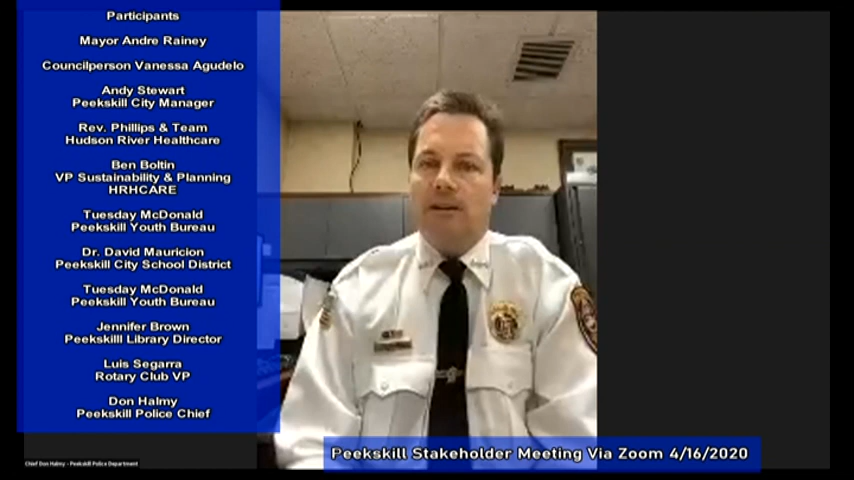 Participants
Mayor Andre Rainey
Councilperson Vanessa Agudelo
Andy Stewart
Peekskill City Manager
Rev. Phillips & Team
Hudson River Healthcare
Ben Boltin
VP Sustainability & Planning
HRHCARE
Tuesday McDonald
Peekskill Youth Bureau
Dr. David Mauricion
Peekskill City School District
Tuesday McDonald
Peekskill Youth Bureau
Jennifer Brown
Peekskilll Library Director
Luis Segarra
Rotary Club VP
Don Halmy
Peekskill Police Chief
Chief Don Halmy - Peekskill Police Department
Peekskill Stakeholder Meeting Via Zoom 4/16/2020